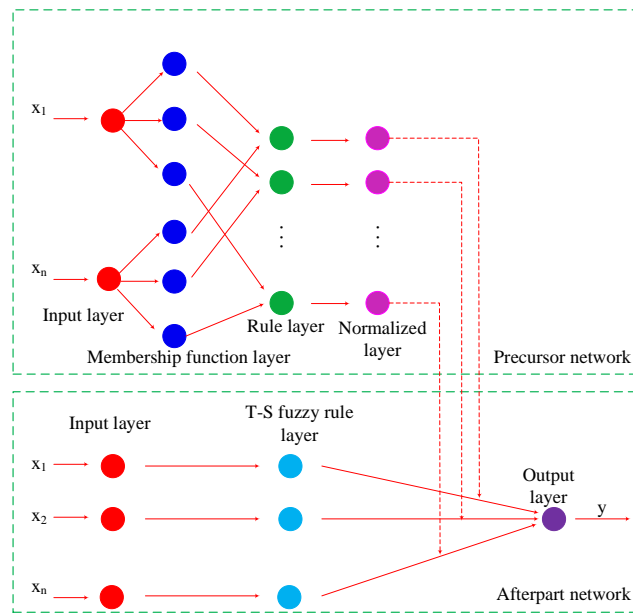 x1
xn
Input layer
Membership function layer
Rule layer
Normalized
layer
Precursor network
Input layer
T-S fuzzy rule
layer
x1
x2
xn
Output
layer
y
Afterpart network